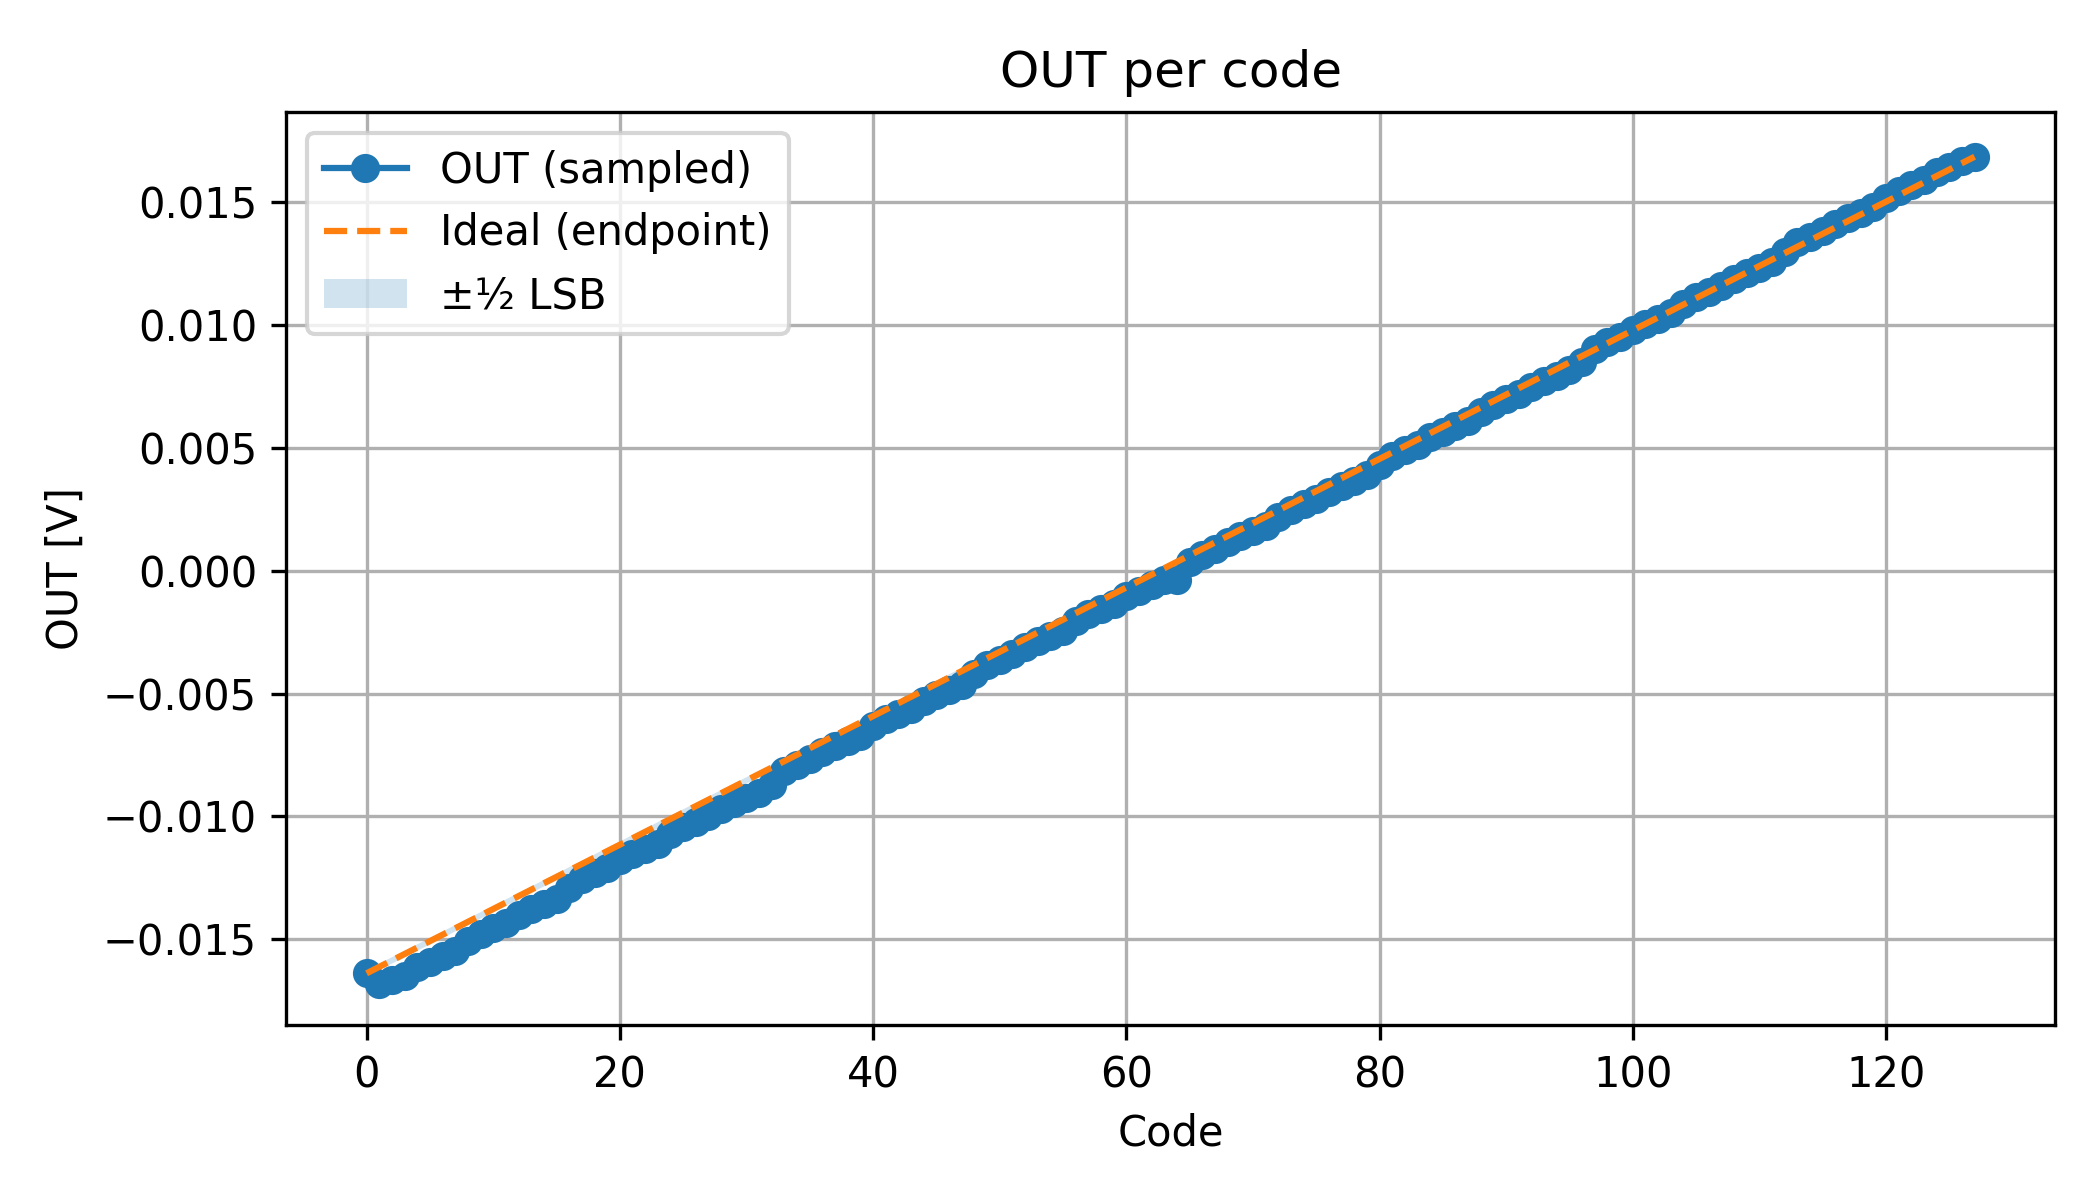 OUT per code
OUT (sampled)
Ideal (endpoint)
±½ LSB
0.015
0.010
0.005
0.000
−0.005
−0.010
−0.015
OUT [V]
0 20 40 60 80 100 120
Code